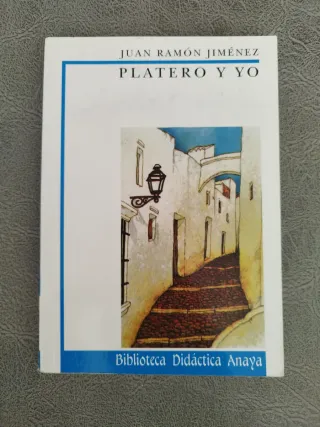 JUAN RAMÓN JIMÉNEZ
PLATERO Y YO
Biblioteca Didáctica Anaya